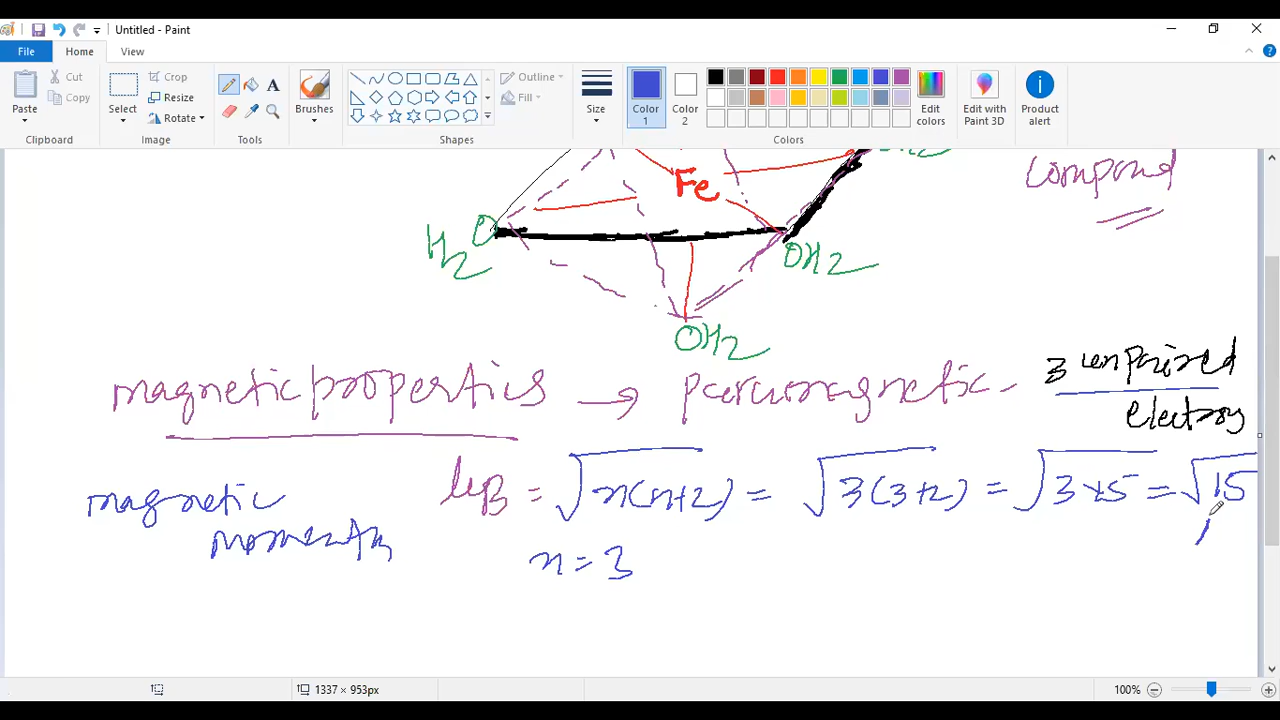 Untitled - Paint
File Home View
Paste
Cut
Copy
Clipboard
Select
Crop
Resize
Rotate
Image
Tools
Brushes
Shapes
Outline
Fill
Size
Color 1
Color 2
Colors
Edit colors
Edit with Paint 3D
Product alert
Fe
compound
H2O
OH2
OH2
magnetic properties → paramagnetic - 3 unpaired
electrons
μB = √n(n+2) = √3(3+2) = √3×5 = √15
magnetic
moments
n = 3
1337 × 953px
100%